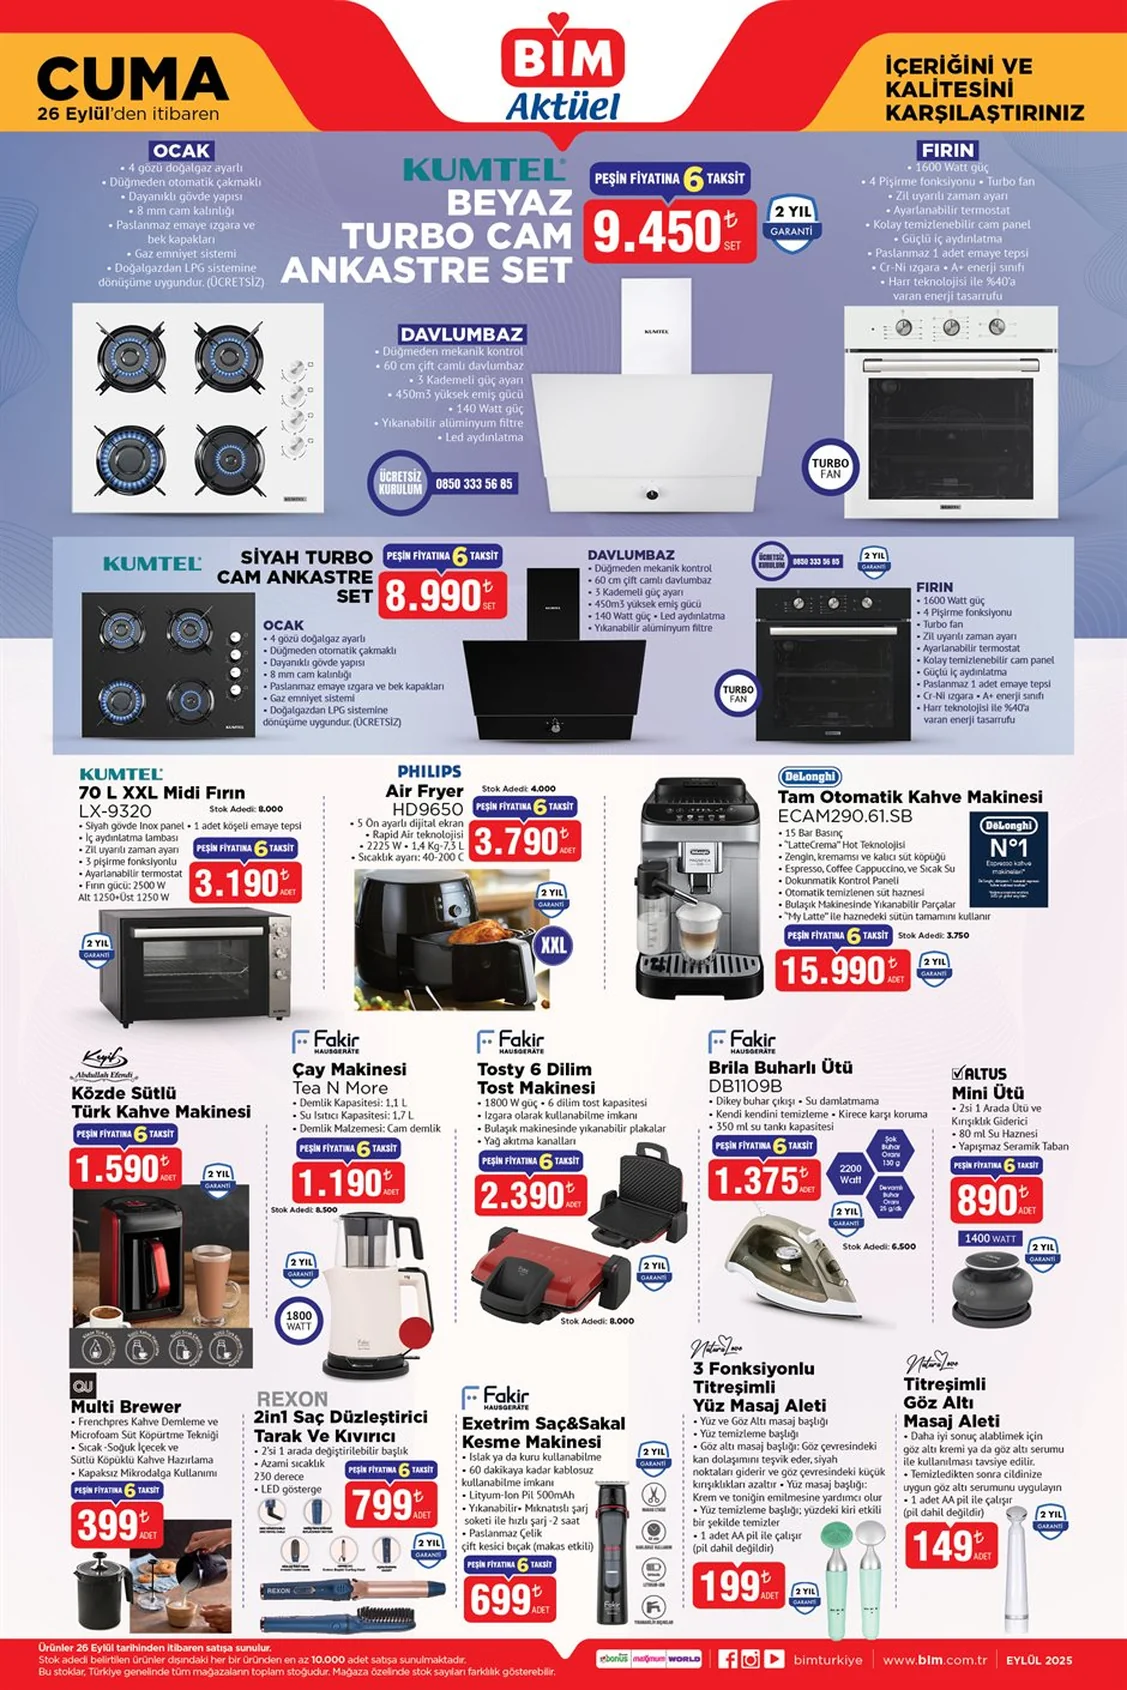 BİM
Aktüel
CUMA
26 Eylül'den itibaren
İÇERİĞİNİ VE
KALİTESİNİ
KARŞILAŞTIRINIZ
OCAK
• 4 gözü doğalgaz ayarlı
• Düğmeden otomatik çakmaklı
• Dayanıklı gövde yapısı
• 8 mm cam kalınlığı
• Paslanmaz emaye ızgara ve
bek kapakları
• Gaz emniyet sistemi
• Doğalgazdan LPG sistemine
dönüşüme uygundur. (ÜCRETSİZ)
KUMTEL
BEYAZ
TURBO CAM
ANKASTRE SET
PEŞİN FİYATINA 6 TAKSİT
9.450₺
SET
2 YIL
GARANTİ
FIRIN
• 1600 Watt güç
• 4 Pişirme fonksiyonu • Turbo fan
• Zil uyarılı zaman ayarı
• Ayarlanabilir termostat
• Kolay temizlenebilir cam panel
• Güçlü iç aydınlatma
• Paslanmaz 1 adet emaye tepsi
• Cr-Ni ızgara • A+ enerji sınıfı
• Harr teknolojisi ile %40'a
varan enerji tasarrufu
DAVLUMBAZ
• Düğmeden mekanik kontrol
• 60 cm çift camlı davlumbaz
• 3 Kademeli güç ayarı
• 450m3 yüksek emiş gücü
• 140 Watt güç
• Yıkanabilir alüminyum filtre
• Led aydınlatma
ÜCRETSİZ
KURULUM
0850 333 56 85
KUMTEL
TURBO
FAN
KUMTEL
KUMTEL
SİYAH TURBO
CAM ANKASTRE
SET
PEŞİN FİYATINA 6 TAKSİT
8.990₺
SET
OCAK
• 4 gözü doğalgaz ayarlı
• Düğmeden otomatik çakmaklı
• Dayanıklı gövde yapısı
• 8 mm cam kalınlığı
• Paslanmaz emaye ızgara ve bek kapakları
• Gaz emniyet sistemi
• Doğalgazdan LPG sistemine
dönüşüme uygundur. (ÜCRETSİZ)
DAVLUMBAZ
• Düğmeden mekanik kontrol
• 60 cm çift camlı davlumbaz
• 3 Kademeli güç ayarı
• 450m3 yüksek emiş gücü
• 140 Watt güç • Led aydınlatma
• Yıkanabilir alüminyum filtre
ÜCRETSİZ
KURULUM
0850 333 56 85
2 YIL
GARANTİ
TURBO
FAN
FIRIN
• 1600 Watt güç
• 4 Pişirme fonksiyonu
• Turbo fan
• Zil uyarılı zaman ayarı
• Ayarlanabilir termostat
• Kolay temizlenebilir cam panel
• Güçlü iç aydınlatma
• Paslanmaz 1 adet emaye tepsi
• Cr-Ni ızgara • A+ enerji sınıfı
• Harr teknolojisi ile %40'a
varan enerji tasarrufu
KUMTEL
70 L XXL Midi Fırın
LX-9320
Stok Adedi: 8.000
• Siyah gövde Inox panel • 1 adet köşeli emaye tepsi
• İç aydınlatma lambası
• Zil uyarılı zaman ayarı
• 3 pişirme fonksiyonlu
• Ayarlanabilir termostat
• Fırın gücü: 2500 W
Alt 1250+Üst 1250 W
PEŞİN FİYATINA 6 TAKSİT
3.190₺
ADET
2 YIL
GARANTİ
PHILIPS
Air Fryer
HD9650
• 5 Ön ayarlı dijital ekran
• Rapid Air teknolojisi
• 2225 W • 1,4 Kg-7,3 L
• Sıcaklık ayarı: 40-200 C
Stok Adedi: 4.000
PEŞİN FİYATINA 6 TAKSİT
3.790₺
ADET
2 YIL
GARANTİ
XXL
DeLonghi
Tam Otomatik Kahve Makinesi
ECAM290.61.SB
• 15 Bar Basınç
• "LatteCrema" Hot Teknolojisi
• Zengin, kremamsı ve kalıcı süt köpüğü
• Espresso, Coffee Cappuccino, ve Sıcak Su
• Dokunmatik Kontrol Paneli
• Otomatik temizlenen süt haznesi
• Bulaşık Makinesinde Yıkanabilir Parçalar
• "My Latte" ile haznedeki sütün tamamını kullanır
DeLonghi
N°1
Espresso kahve
makineleri*
PEŞİN FİYATINA 6 TAKSİT
Stok Adedi: 3.750
15.990₺
ADET
2 YIL
GARANTİ
Keyif
Abdullah Efendi
Közde Sütlü
Türk Kahve Makinesi
PEŞİN FİYATINA 6 TAKSİT
1.590₺
ADET
2 YIL
GARANTİ
Fakir
HAUSGERÄTE
Çay Makinesi
Tea N More
• Demlik Kapasitesi: 1,1 L
• Su Isıtıcı Kapasitesi: 1,7 L
• Demlik Malzemesi: Cam demlik
PEŞİN FİYATINA 6 TAKSİT
1.190₺
ADET
Stok Adedi: 8.500
2 YIL
GARANTİ
1800
WATT
Fakir
Fakir
HAUSGERÄTE
Tosty 6 Dilim
Tost Makinesi
• 1800 W güç • 6 dilim tost kapasitesi
• Izgara olarak kullanabilme imkanı
• Bulaşık makinesinde yıkanabilir plakalar
• Yağ akıtma kanalları
PEŞİN FİYATINA 6 TAKSİT
2.390₺
ADET
2 YIL
GARANTİ
Stok Adedi: 8.000
Fakir
HAUSGERÄTE
Brila Buharlı Ütü
DB1109B
• Dikey buhar çıkışı • Su damlatmama
• Kendi kendini temizleme • Kirece karşı koruma
• 350 ml su tankı kapasitesi
PEŞİN FİYATINA 6 TAKSİT
1.375₺
ADET
2200
Watt
Şok
Buhar
Oranı
130 g
Devamlı
Buhar
Oranı
25 g/dk
2 YIL
GARANTİ
Stok Adedi: 6.500
ALTUS
Mini Ütü
• 2si 1 Arada Ütü ve
Kırışıklık Giderici
• 80 ml Su Haznesi
• Yapışmaz Seramik Taban
PEŞİN FİYATINA 6 TAKSİT
890₺
ADET
1400 WATT
2 YIL
GARANTİ
QU
Multi Brewer
• Frenchpres Kahve Demleme ve
Microfoam Süt Köpürtme Tekniği
• Sıcak -Soğuk İçecek ve
Sütlü Köpüklü Kahve Hazırlama
• Kapaksız Mikrodalga Kullanımı
PEŞİN FİYATINA 6 TAKSİT
399₺
ADET
REXON
2in1 Saç Düzleştirici
Tarak Ve Kıvırıcı
• 2'si 1 arada değiştirilebilir başlık
• Azami sıcaklık
230 derece
• LED gösterge
PEŞİN FİYATINA 6 TAKSİT
799₺
ADET
2 YIL
GARANTİ
REXON
Fakir
HAUSGERÄTE
Exetrim Saç&Sakal
Kesme Makinesi
• Islak ya da kuru kullanabilme
• 60 dakikaya kadar kablosuz
kullanabilme imkanı
• Lityum-Ion Pil 500mAh
• Yıkanabilir• Mıknatıslı şarj
soketi ile hızlı şarj -2 saat
• Paslanmaz Çelik
çift kesici bıçak (makas etkili)
PEŞİN FİYATINA 6 TAKSİT
699₺
ADET
2 YIL
GARANTİ
Fakir
NatureLove
3 Fonksiyonlu
Titreşimli
Yüz Masaj Aleti
• Yüz ve Göz Altı masaj başlığı
• Yüz temizleme başlığı
• Göz altı masaj başlığı: Göz çevresindeki
kan dolaşımını teşvik eder, siyah
noktaları giderir ve göz çevresindeki küçük
kırışıklıkları azaltır • Yüz masaj başlığı:
Krem ve toniğin emilmesine yardımcı olur
• Yüz temizleme başlığı; yüzdeki kiri etkili
bir şekilde temizler
• 1 adet AA pil ile çalışır
(pil dahil değildir)
199₺
ADET
2 YIL
GARANTİ
NatureLove
Titreşimli
Göz Altı
Masaj Aleti
• Daha iyi sonuç alabilmek için
göz altı kremi ya da göz altı serumu
ile kullanılması tavsiye edilir.
• Temizledikten sonra cildinize
uygun göz altı serumunu uygulayın
• 1 adet AA pil ile çalışır
(pil dahil değildir)
149₺
ADET
2 YIL
GARANTİ
Ürünler 26 Eylül tarihinden itibaren satışa sunulur.
Stok adedi belirtilen ürünler dışındaki her bir üründen en az 10.000 adet satışa sunulmaktadır.
Bu stoklar, Türkiye genelinde tüm mağazaların toplam stoğudur. Mağaza özelinde stok sayıları farklılık gösterebilir.
BİM
bonus
maximum
WORLD
bimturkiye
www.bim.com.tr
EYLÜL 2025